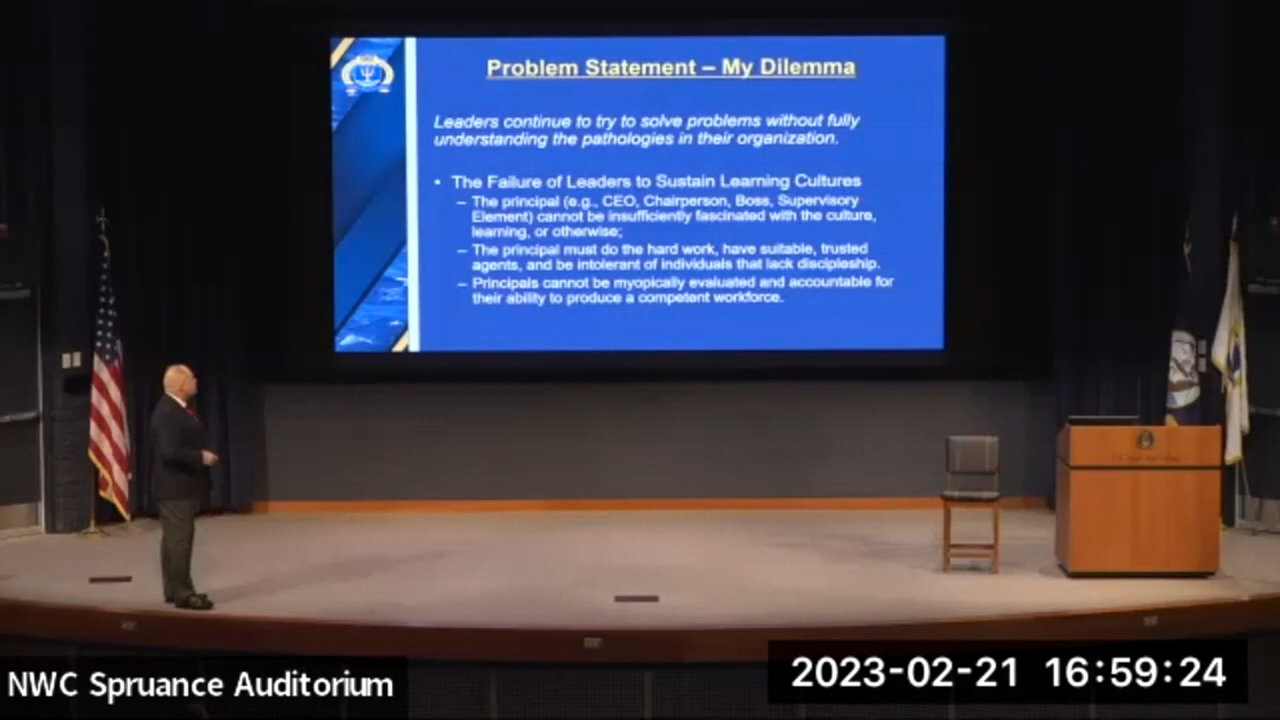 Problem Statement – My Dilemma
Leaders continue to try to solve problems without fully
understanding the pathologies in their organization.
• The Failure of Leaders to Sustain Learning Cultures
– The principal (e.g., CEO, Chairperson, Boss, Supervisory
Element) cannot be insufficiently fascinated with the culture,
learning, or otherwise;
– The principal must do the hard work, have suitable, trusted
agents, and be intolerant of individuals that lack discipleship.
– Principals cannot be myopically evaluated and accountable for
their ability to produce a competent workforce.
NWC Spruance Auditorium
2023-02-21 16:59:24